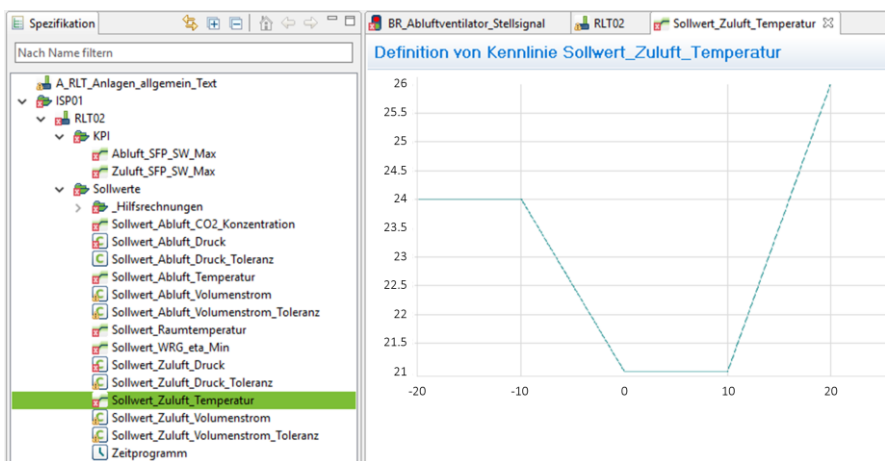 Spezifikation
Nach Name filtern
A_RLT_Anlagen_allgemein_Text
ISP01
RLT02
KPI
Abluft_SFP_SW_Max
Zuluft_SFP_SW_Max
Sollwerte
_Hilfsrechnungen
Sollwert_Abluft_CO2_Konzentration
Sollwert_Abluft_Druck
Sollwert_Abluft_Druck_Toleranz
Sollwert_Abluft_Temperatur
Sollwert_Abluft_Volumenstrom
Sollwert_Abluft_Volumenstrom_Toleranz
Sollwert_Raumtemperatur
Sollwert_WRG_eta_Min
Sollwert_Zuluft_Druck
Sollwert_Zuluft_Druck_Toleranz
Sollwert_Zuluft_Temperatur
Sollwert_Zuluft_Volumenstrom
Sollwert_Zuluft_Volumenstrom_Toleranz
Zeitprogramm
BR_Abluftventilator_Stellsignal RLT02 Sollwert_Zuluft_Temperatur
Definition von Kennlinie Sollwert_Zuluft_Temperatur
26
25.5
25
24.5
24
23.5
23
22.5
22
21.5
21
-20 -10 0 10 20